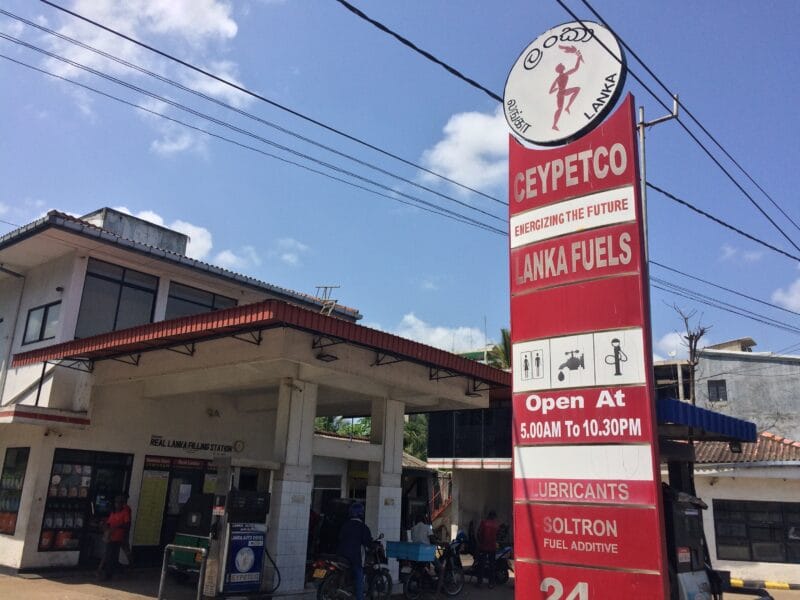 ලංකා
இலங்கா
LANKA
CEYPETCO
ENERGIZING THE FUTURE
LANKA FUELS
Open At
5.00AM To 10.30PM
LUBRICANTS
SOLTRON
FUEL ADDITIVE
24
REAL LANKA FILLING STATION